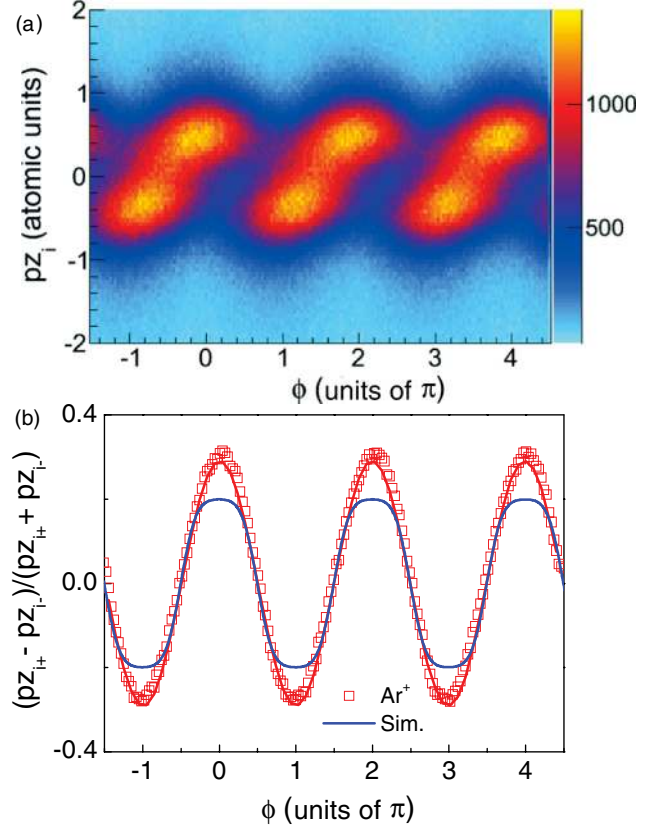 (a)
2
1
0
-1
-2
pz_i (atomic units)
1000
500
-1 0 1 2 3 4
ϕ (units of π)
(b)
0.4
0.0
-0.4
(pz_i+ - pz_i-)/(pz_i+ + pz_i-)
Ar⁺
Sim.
-1 0 1 2 3 4
ϕ (units of π)